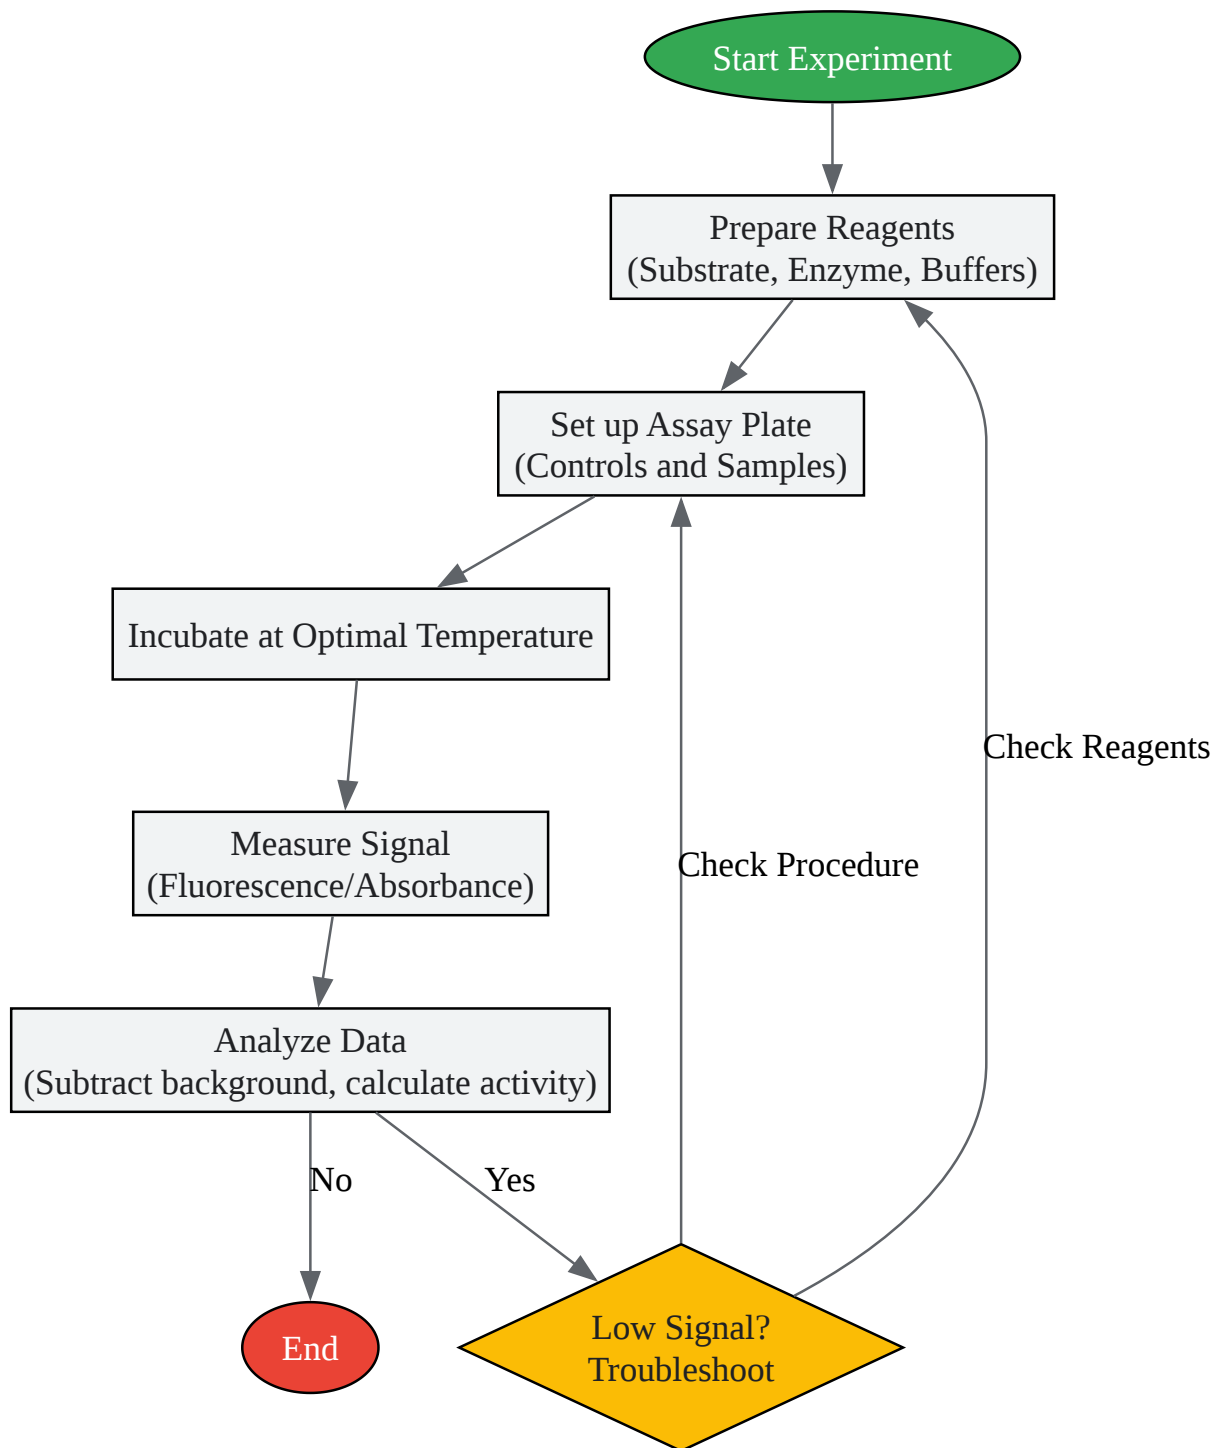 Start Experiment
Prepare Reagents
(Substrate, Enzyme, Buffers)
Set up Assay Plate
(Controls and Samples)
Incubate at Optimal Temperature
Check Reagents
Measure Signal
(Fluorescence/Absorbance)
Check Procedure
Analyze Data
(Subtract background, calculate activity)
No
Yes
End
Low Signal?
Troubleshoot